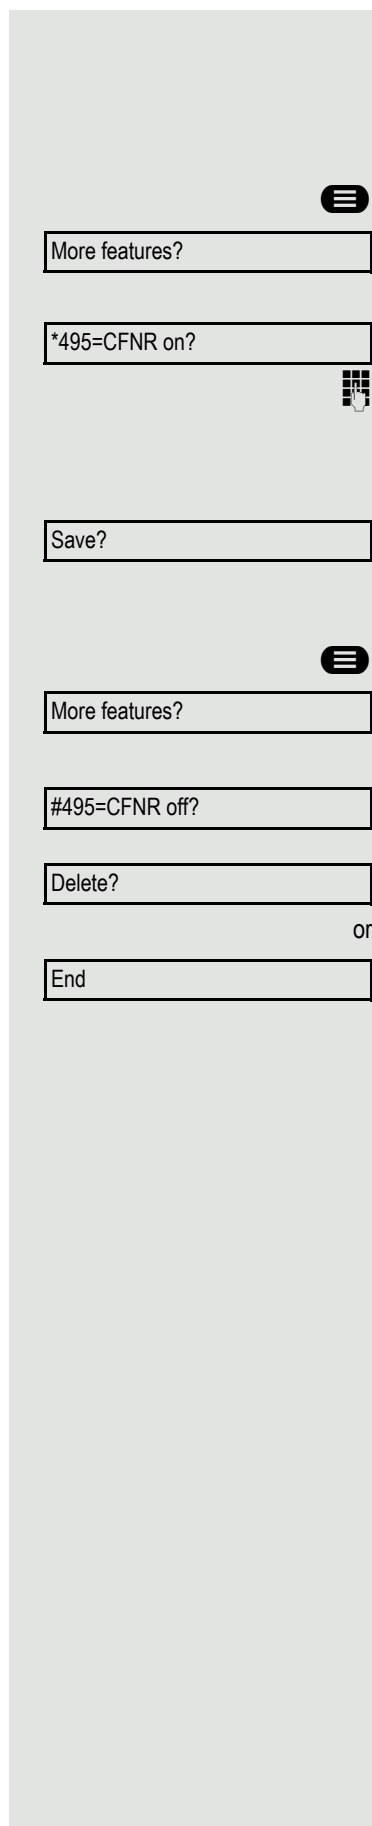 More features?
*495=CFNR on?
Save?
More features?
#495=CFNR off?
Delete?
or
End